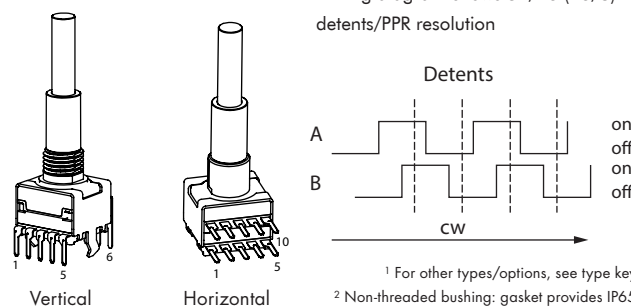 detents/PPR resolution
Detents
A
on
off
B
on
off
cw
1
5
6
10
1
5
Vertical
Horizontal
1 For other types/options, see type key
2 Non-threaded bushing: gasket provides